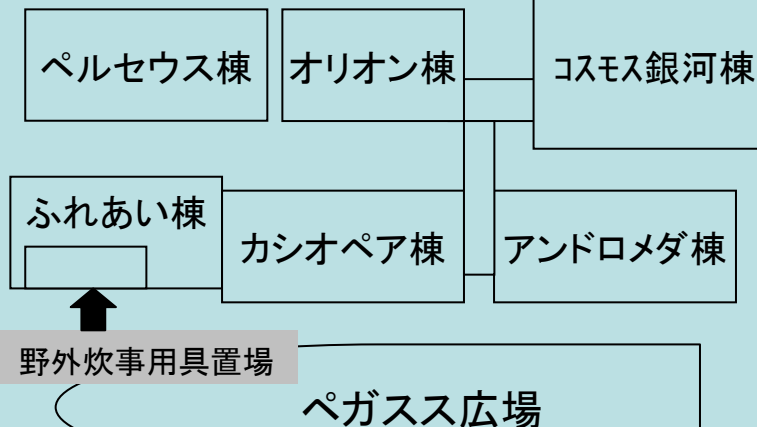 ペルセウス棟
オリオン棟
コスモス銀河棟
ふれあい棟
カシオペア棟
アンドロメダ棟
野外炊事用具置場
ペガスス広場